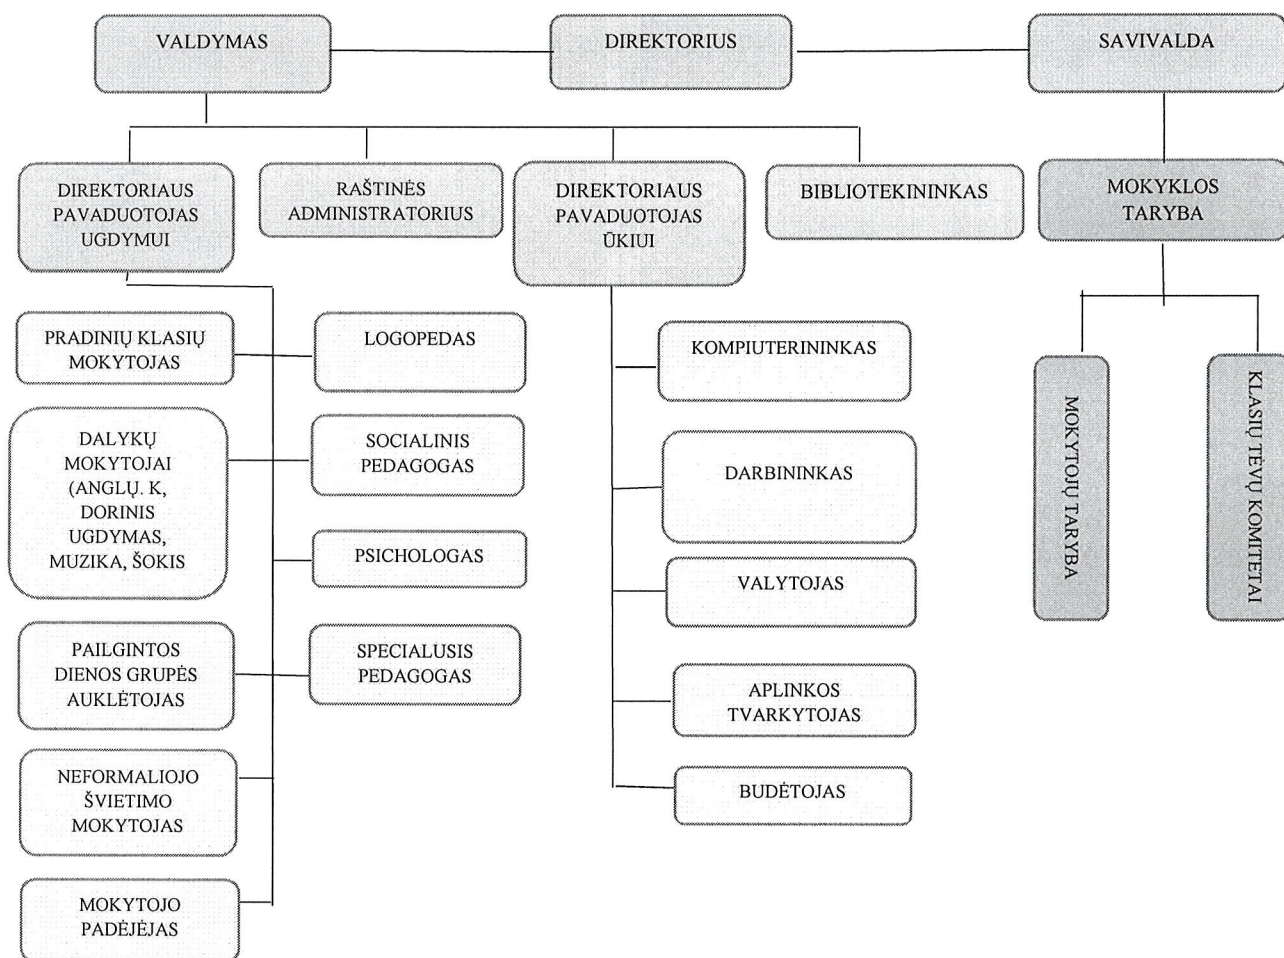 VALDYMAS
DIREKTORIUS
SAVIVALDA
DIREKTORIAUS
PAVADUOTOJAS
UGDYMUI
RAŠTINĖS
ADMINISTRATORIUS
DIREKTORIAUS
PAVADUOTOJAS
ŪKIUI
BIBLIOTEKININKAS
MOKYKLOS
TARYBA
PRADINIŲ KLASIŲ
MOKYTOJAS
LOGOPEDAS
DALYKŲ
MOKYTOJAI
(ANGLŲ. K,
DORINIS
UGDYMAS,
MUZIKA, ŠOKIS
SOCIALINIS
PEDAGOGAS
PSICHOLOGAS
PAILGINTOS
DIENOS GRUPĖS
AUKLĖTOJAS
SPECIALUSIS
PEDAGOGAS
NEFORMALIOJO
ŠVIETIMO
MOKYTOJAS
MOKYTOJO
PADĖJĖJAS
KOMPIUTERININKAS
DARBININKAS
VALYTOJAS
APLINKOS
TVARKYTOJAS
BUDĖTOJAS
MOKYTOJŲ TARYBA
KLASIŲ TĖVŲ KOMITETAI